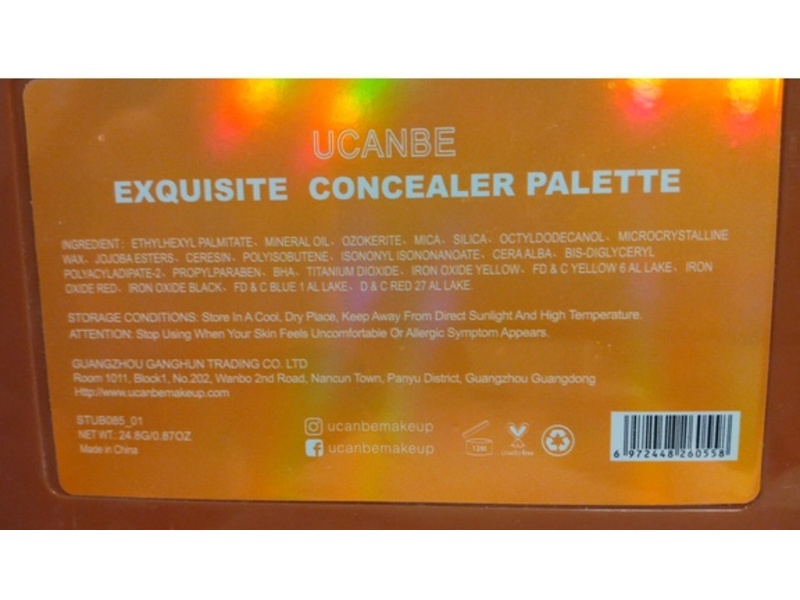 UCANBE
EXQUISITE CONCEALER PALETTE
INGREDIENT: ETHYLHEXYL PALMITATE、MINERAL OIL、OZOKERITE、MICA、SILICA、OCTYLDODECANOL、MICROCRYSTALLINE
WAX、JOJOBA ESTERS、CERESIN、POLYISOBUTENE、ISONONYL ISONONANOATE、CERA ALBA、BIS-DIGLYCERYL
POLYACYLADIPATE-2、PROPYLPARABEN、BHA、TITANIUM DIOXIDE、IRON OXIDE YELLOW、FD & C YELLOW 6 AL LAKE、IRON
OXIDE RED、IRON OXIDE BLACK、FD & C BLUE 1 AL LAKE、D & C RED 27 AL LAKE.
STORAGE CONDITIONS: Store In A Cool, Dry Place, Keep Away From Direct Sunlight And High Temperature.
ATTENTION: Stop Using When Your Skin Feels Uncomfortable Or Allergic Symptom Appears.
GUANGZHOU GANGHUN TRADING CO. LTD
Room 1011, Block1, No.202, Wanbo 2nd Road, Nancun Town, Panyu District, Guangzhou Guangdong
Http://www.ucanbemakeup.com
STUB085_01
NET WT.: 24.8G/0.87OZ
Made in China
ucanbemakeup
ucanbemakeup
12M
cruelty free
6 972448 260558